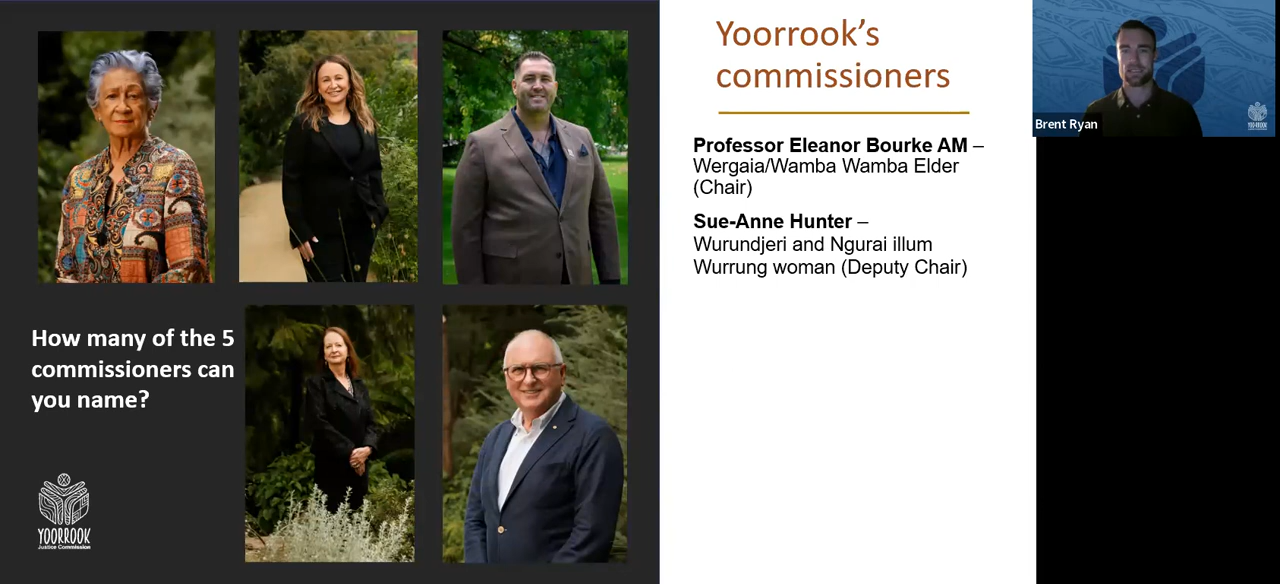 How many of the 5
commissioners can
you name?
YOORROOK
Justice Commission
Yoorrook’s
commissioners
Professor Eleanor Bourke AM –
Wergaia/Wamba Wamba Elder
(Chair)
Sue-Anne Hunter –
Wurundjeri and Ngurai illum
Wurrung woman (Deputy Chair)
Brent Ryan
YOORROOK